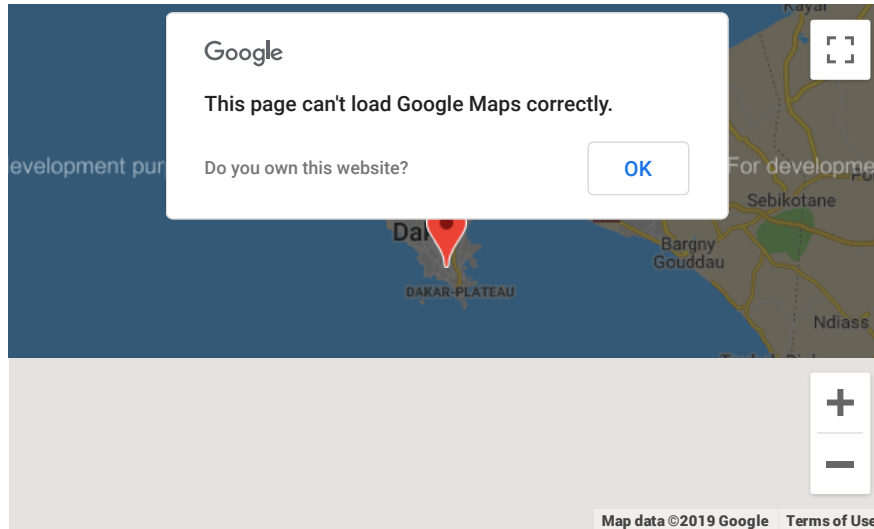 Kayar
Google
This page can't load Google Maps correctly.
Do you own this website?
OK
evelopment pur
For developme
Sebikotane
Bargny
Gouddau
DAKAR-PLATEAU
Ndiass
Map data ©2019 Google Terms of Use